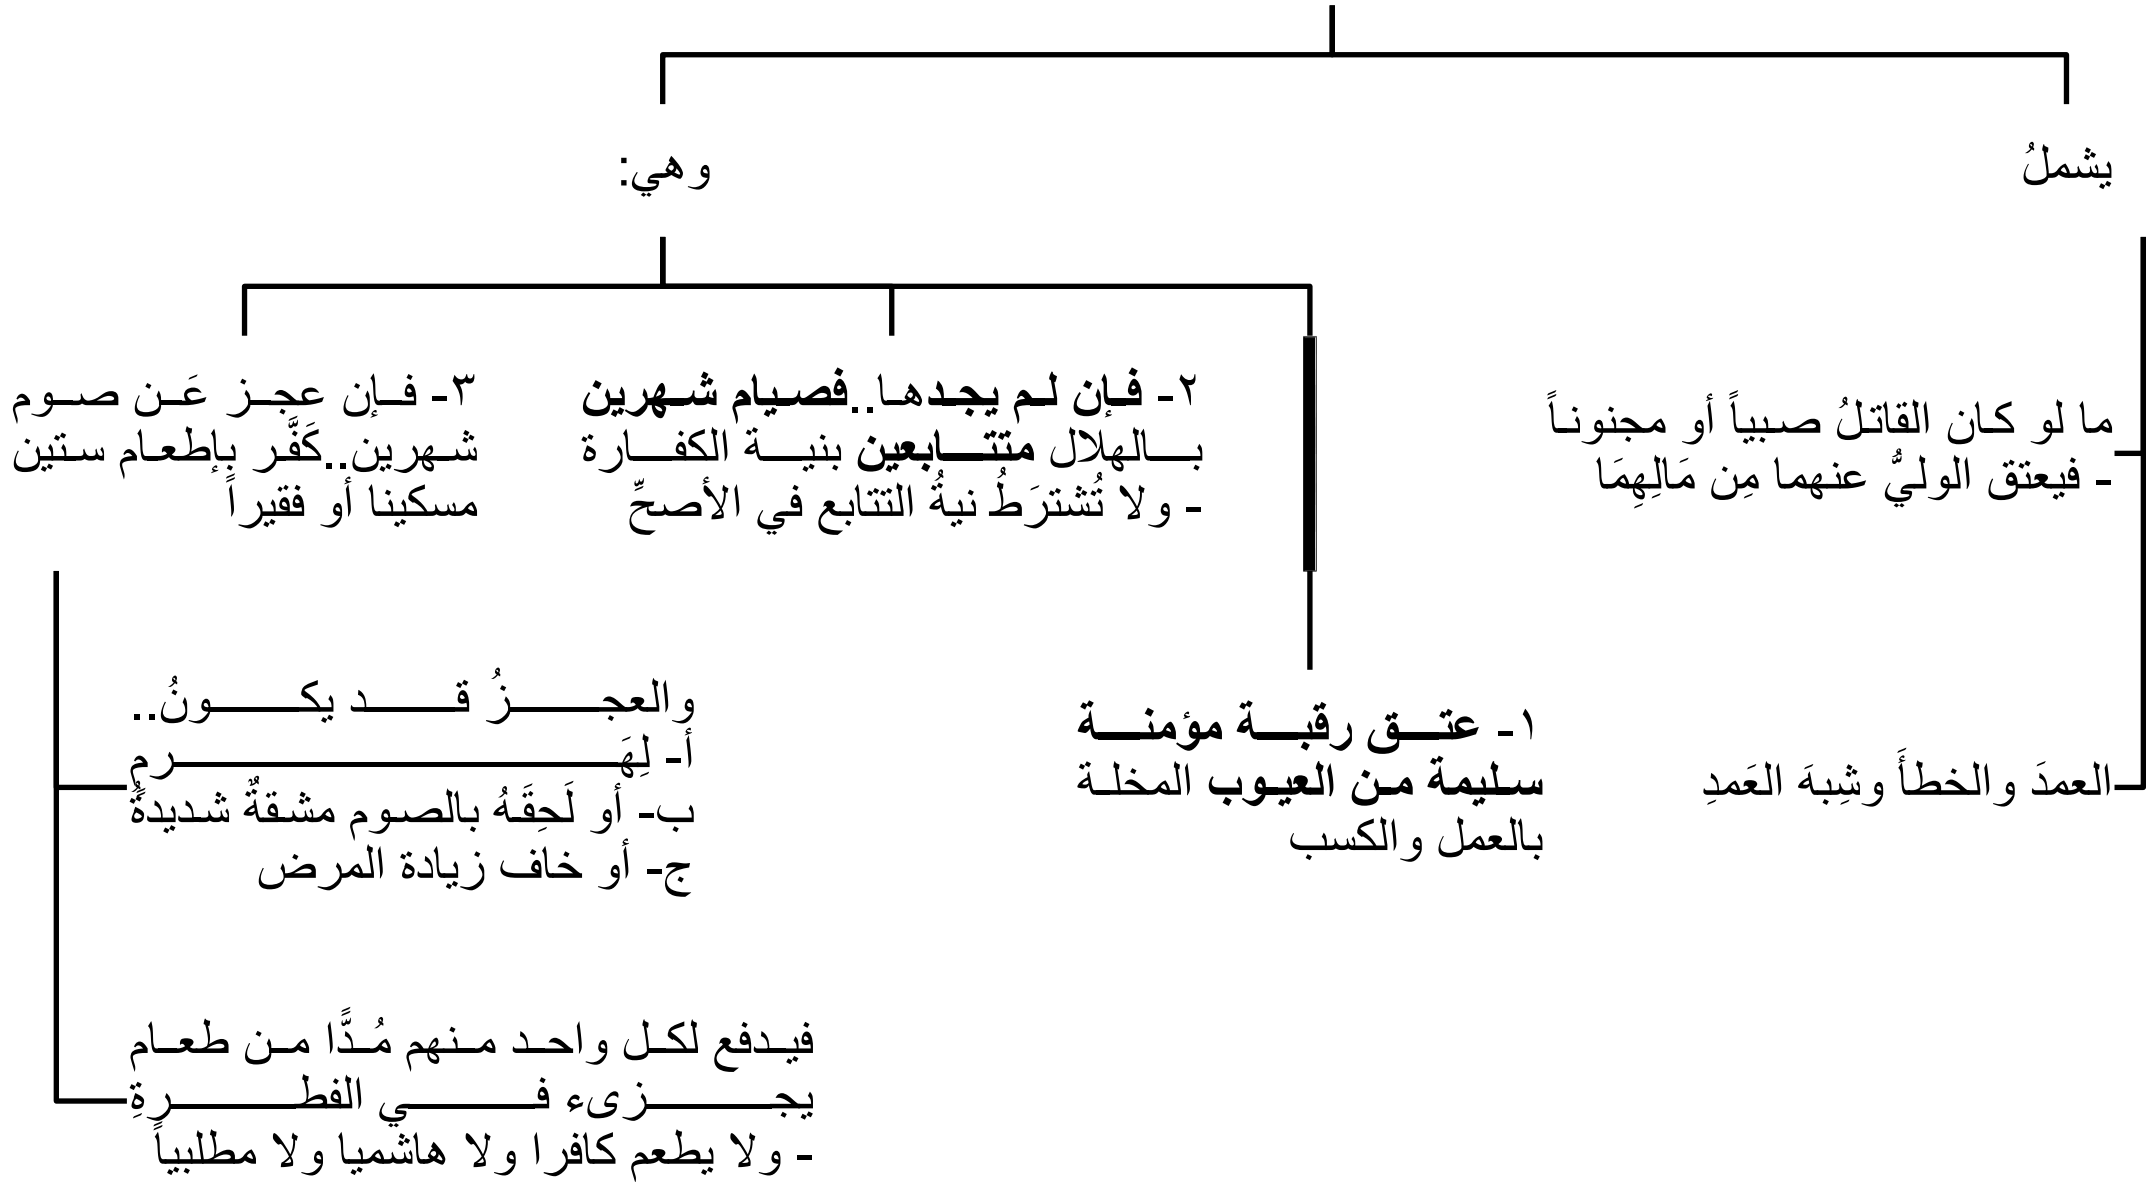 يشملُ
ما لو كان القاتلُ صبياً أو مجنوناً
- فيعتق الوليُّ عنهما مِن مَالِهِمَا
العمدَ والخطأَ وشِبهَ العَمدِ
وهي:
١- عتق رقبة مؤمنة
سليمة من العيوب المخلة
بالعمل والكسب
٢- فإن لم يجدها..فصيام شهرين
بالهلال متتابعين بنية الكفارة
- ولا تُشترَطُ نيةُ التتابع في الأصحِّ
٣- فإن عجز عَن صوم
شهرين..كَفَّر بإطعام ستين
مسكينا أو فقيراً
والعجزُ قد يكونُ..
أ- لِهَرم
ب- أو لَحِقَهُ بالصوم مشقةٌ شديدةٌ
ج- أو خاف زيادة المرض
فيدفع لكل واحد منهم مُدًّا من طعام
يجزىء في الفطرةِ
- ولا يطعم كافرا ولا هاشميا ولا مطلبياً